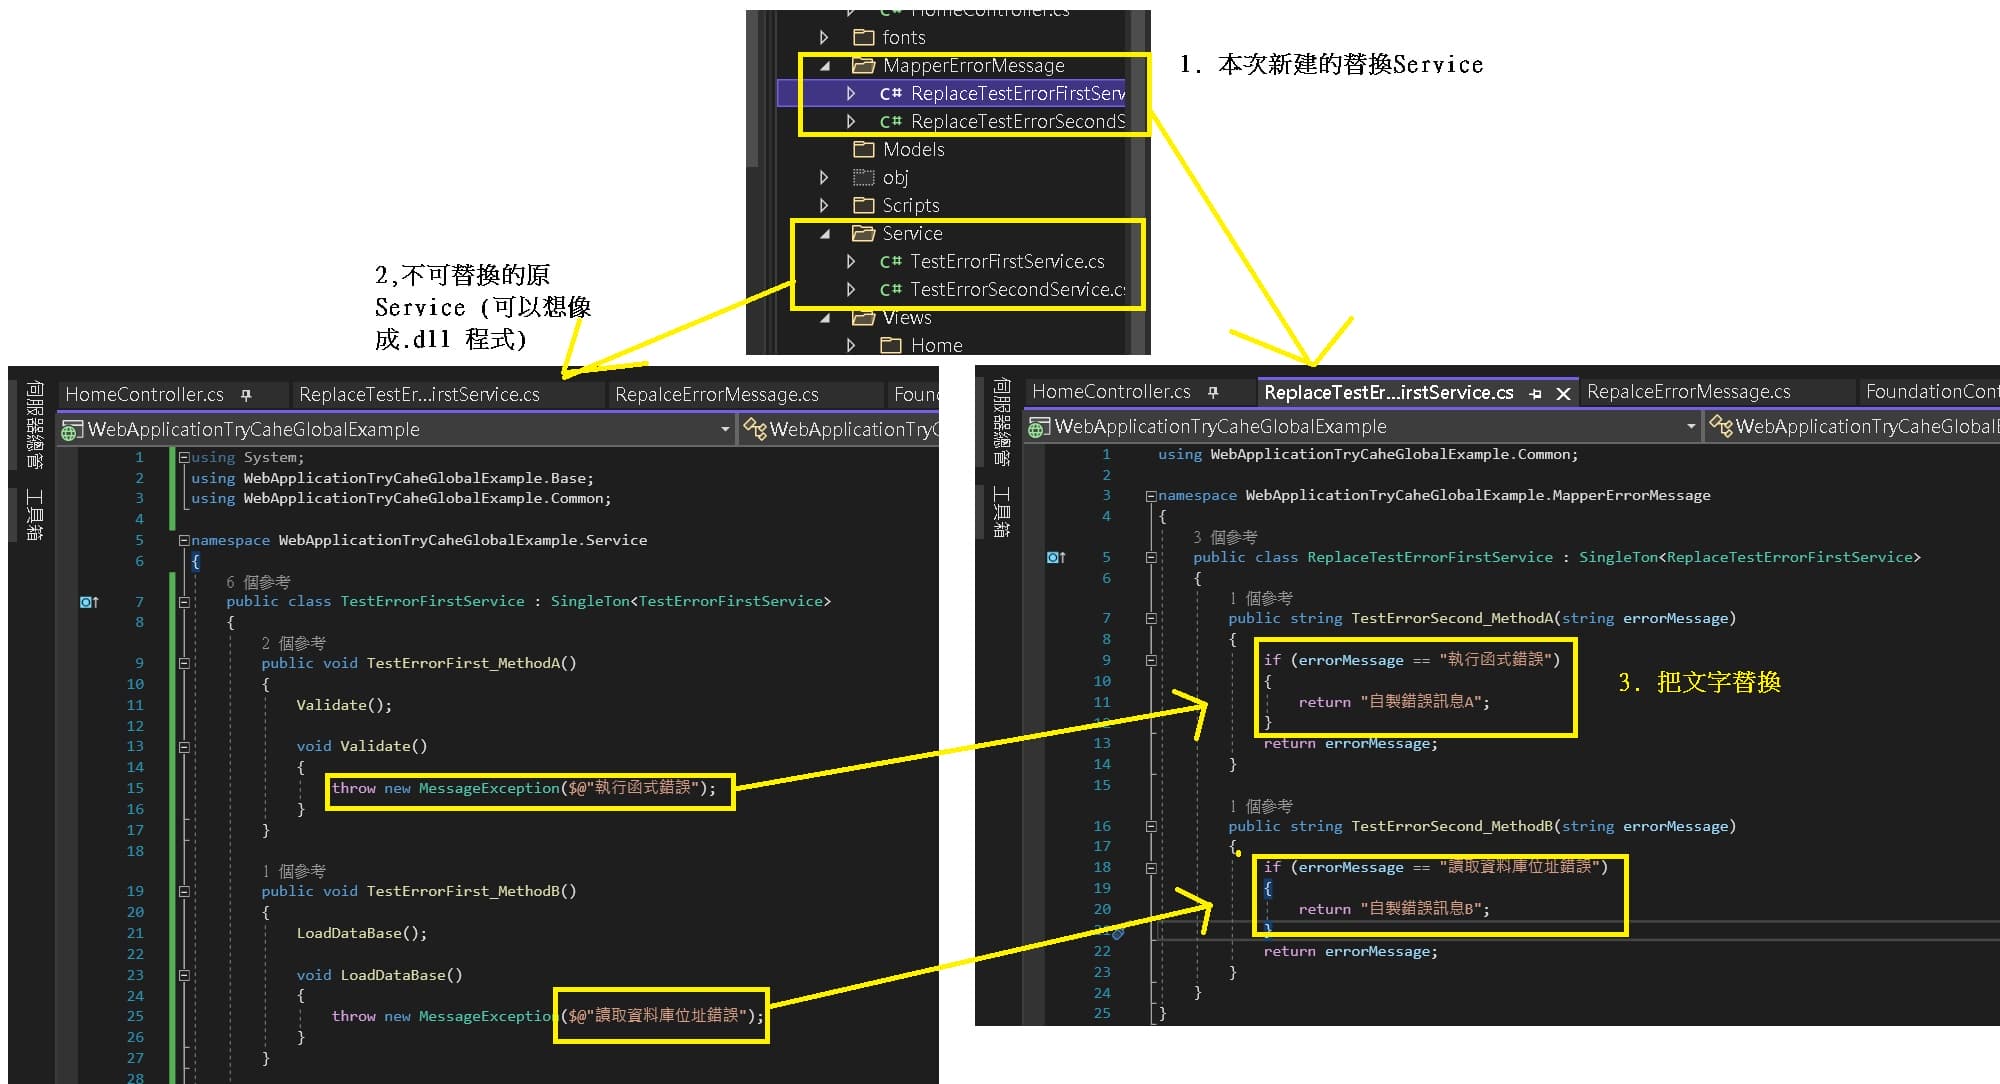 HomeController.cs
fonts
MapperErrorMessage
C# ReplaceTestErrorFirstServ
C# ReplaceTestErrorSecondS
Models
obj
Scripts
Service
C# TestErrorFirstService.cs
C# TestErrorSecondService.cs
Views
Home
1. 本次新建的替換Service
2,不可替換的原
Service (可以想像
成.dll 程式)
伺服器總管
工具箱
HomeController.cs
ReplaceTestEr...irstService.cs
RepalceErrorMessage.cs
Foun
WebApplicationTryCaheGlobalExample
WebApplicationTryC
1 using System;
2 using WebApplicationTryCaheGlobalExample.Base;
3 using WebApplicationTryCaheGlobalExample.Common;
4
5 namespace WebApplicationTryCaheGlobalExample.Service
6 {
6 個參考
7 public class TestErrorFirstService : SingleTon<TestErrorFirstService>
8 {
2 個參考
9 public void TestErrorFirst_MethodA()
10 {
11 Validate();
12
13 void Validate()
14 {
15 throw new MessageException($@"執行函式錯誤");
16 }
17 }
18
1 個參考
19 public void TestErrorFirst_MethodB()
20 {
21 LoadDataBase();
22
23 void LoadDataBase()
24 {
25 throw new MessageException($@"讀取資料庫位址錯誤");
26 }
27 }
28
伺服器總管
工具箱
HomeController.cs
ReplaceTestEr...irstService.cs
RepalceErrorMessage.cs
FoundationCont
WebApplicationTryCaheGlobalExample
WebApplicationTryCaheGlobalE
1 using WebApplicationTryCaheGlobalExample.Common;
2
3 namespace WebApplicationTryCaheGlobalExample.MapperErrorMessage
4 {
3 個參考
5 public class ReplaceTestErrorFirstService : SingleTon<ReplaceTestErrorFirstService>
6 {
1 個參考
7 public string TestErrorSecond_MethodA(string errorMessage)
8 {
9 if (errorMessage == "執行函式錯誤")
10 {
11 return "自製錯誤訊息A";
12 }
13 return errorMessage;
14 }
15
1 個參考
16 public string TestErrorSecond_MethodB(string errorMessage)
17 {
18 if (errorMessage == "讀取資料庫位址錯誤")
19 {
20 return "自製錯誤訊息B";
21 }
22 return errorMessage;
23 }
24 }
25 }
3. 把文字替換